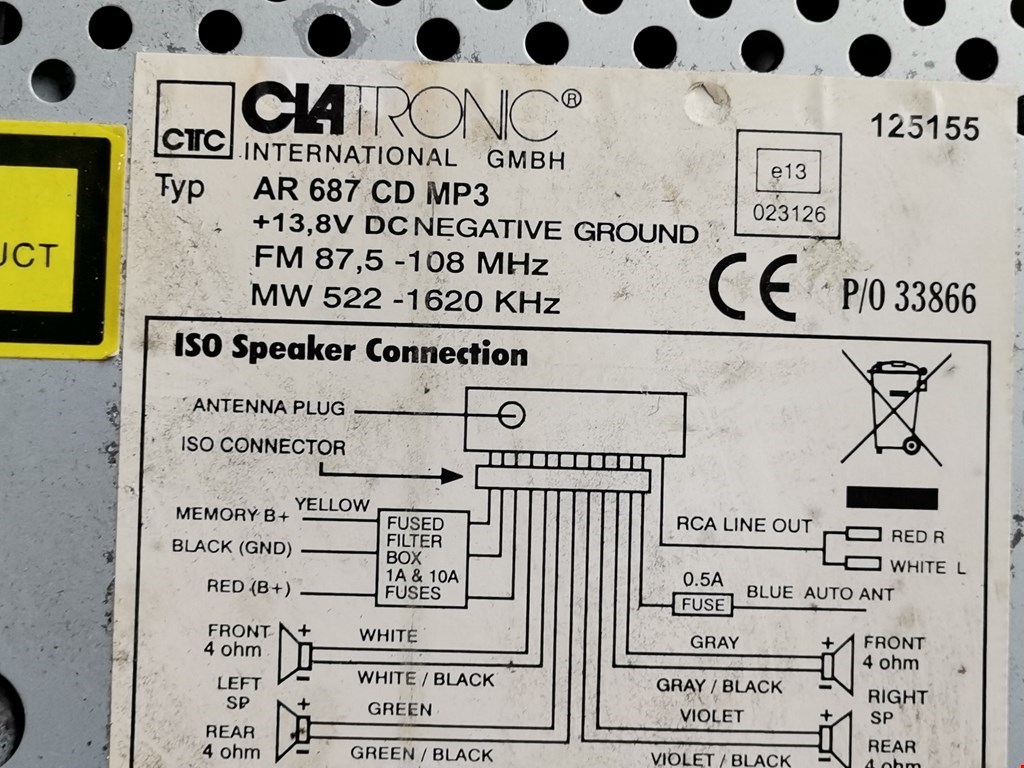 CTC
CLATRONIC®
INTERNATIONAL GMBH
125155
Typ AR 687 CD MP3
e13
023126
+13,8V DC NEGATIVE GROUND
FM 87,5 -108 MHz
MW 522 -1620 KHz
CE
P/O 33866
UCT
ISO Speaker Connection
ANTENNA PLUG
ISO CONNECTOR
MEMORY B+
YELLOW
BLACK (GND)
RED (B+)
FUSED
FILTER
BOX
1A & 10A
FUSES
RCA LINE OUT
RED R
WHITE L
0.5A
FUSE
BLUE AUTO ANT
FRONT
4 ohm
+
-
WHITE
WHITE / BLACK
LEFT
SP
REAR
4 ohm
+
-
GREEN
GREEN / BLACK
GRAY
GRAY / BLACK
+
-
FRONT
4 ohm
RIGHT
SP
VIOLET
VIOLET / BLACK
+
-
REAR
4 ohm